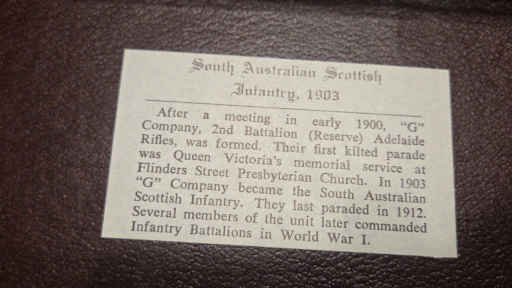 South Australian Scottish
Infantry, 1903
After a meeting in early 1900, "G"
Company, 2nd Battalion (Reserve) Adelaide
Rifles, was formed. Their first kilted parade
was Queen Victoria's memorial service at
Flinders Street Presbyterian Church. In 1903
"G" Company became the South Australian
Scottish Infantry. They last paraded in 1912.
Several members of the unit later commanded
Infantry Battalions in World War I.